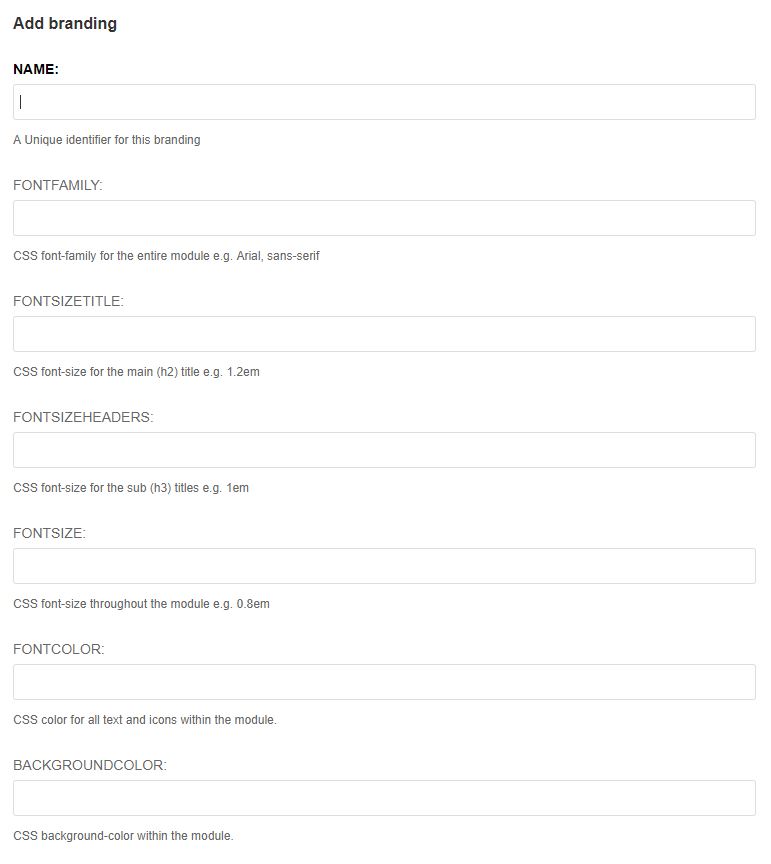 Add branding
NAME:
A Unique identifier for this branding
FONTFAMILY:
CSS font-family for the entire module e.g. Arial, sans-serif
FONTSIZETITLE:
CSS font-size for the main (h2) title e.g. 1.2em
FONTSIZEHEADERS:
CSS font-size for the sub (h3) titles e.g. 1em
FONTSIZE:
CSS font-size throughout the module e.g. 0.8em
FONTCOLOR:
CSS color for all text and icons within the module.
BACKGROUNDCOLOR:
CSS background-color within the module.